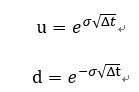 u = e^{σ√Δt}
d = e^{−σ√Δt}